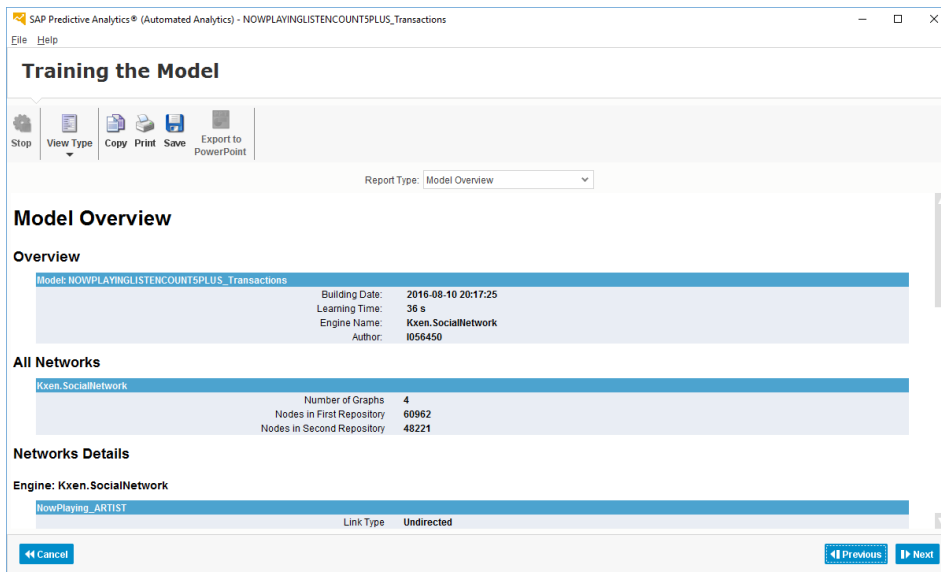 SAP Predictive Analytics® (Automated Analytics) - NOWPLAYINGLISTENCOUNT5PLUS_Transactions
File Help
Training the Model
Stop View Type Copy Print Save Export to PowerPoint
Report Type: Model Overview
Model Overview
Overview
Model: NOWPLAYINGLISTENCOUNT5PLUS_Transactions
Building Date: 2016-08-10 20:17:25
Learning Time: 36 s
Engine Name: Kxen.SocialNetwork
Author: I056450
All Networks
Kxen.SocialNetwork
Number of Graphs 4
Nodes in First Repository 60962
Nodes in Second Repository 48221
Networks Details
Engine: Kxen.SocialNetwork
NowPlaying_ARTIST
Link Type Undirected
Cancel Previous Next